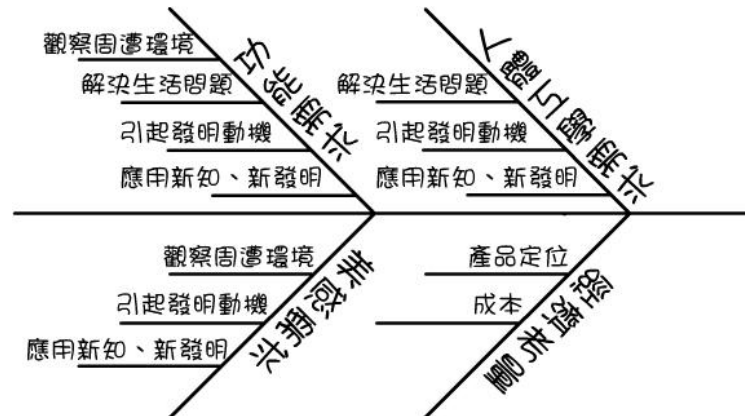 功能需求
觀察周遭環境
解決生活問題
引起發明動機
應用新知、新發明
人體工學需求
解決生活問題
引起發明動機
應用新知、新發明
美感需求
觀察周遭環境
引起發明動機
應用新知、新發明
經濟考量
產品定位
成本